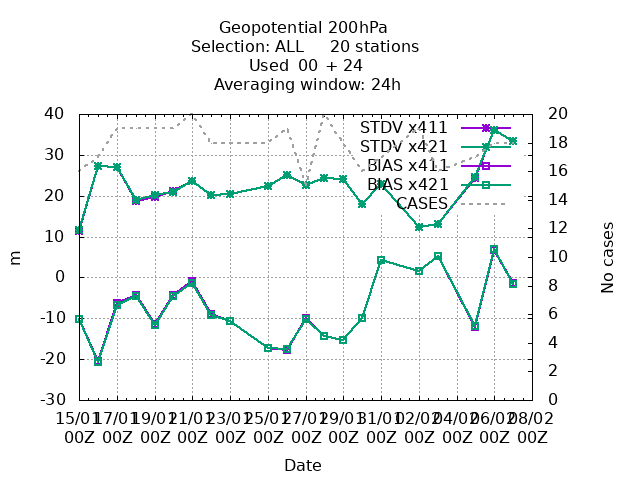 Geopotential 200hPa
Selection: ALL 20 stations
Used 00 + 24
Averaging window: 24h
40 20
STDV x411
30 18
STDV x421
BIAS x411
16
BIAS x421
20 14
CASES
10 12
10
0 8
-10 6
4
-20 2
-30 0
m
No cases
15/01 17/01 19/01 21/01 23/01 25/01 27/01 29/01 31/01 02/02 04/02 06/02 08/02
00Z 00Z 00Z 00Z 00Z 00Z 00Z 00Z 00Z 00Z 00Z 00Z 00Z
Date